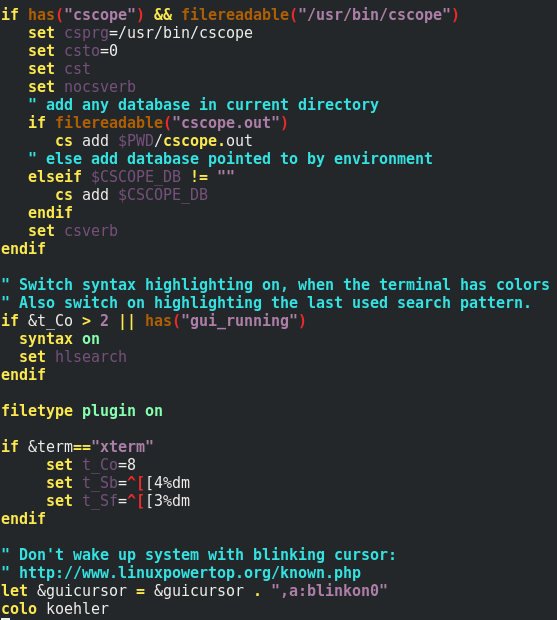 if has("cscope") && filereadable("/usr/bin/cscope")
   set csprg=/usr/bin/cscope
   set csto=0
   set cst
   set nocsverb
   " add any database in current directory
   if filereadable("cscope.out")
      cs add $PWD/cscope.out
   " else add database pointed to by environment
   elseif $CSCOPE_DB != ""
      cs add $CSCOPE_DB
   endif
   set csverb
endif

" Switch syntax highlighting on, when the terminal has colors
" Also switch on highlighting the last used search pattern.
if &t_Co > 2 || has("gui_running")
  syntax on
  set hlsearch
endif

filetype plugin on

if &term=="xterm"
     set t_Co=8
     set t_Sb=^[[4%dm
     set t_Sf=^[[3%dm
endif

" Don't wake up system with blinking cursor:
" http://www.linuxpowertop.org/known.php
let &guicursor = &guicursor . ",a:blinkon0"
colo koehler